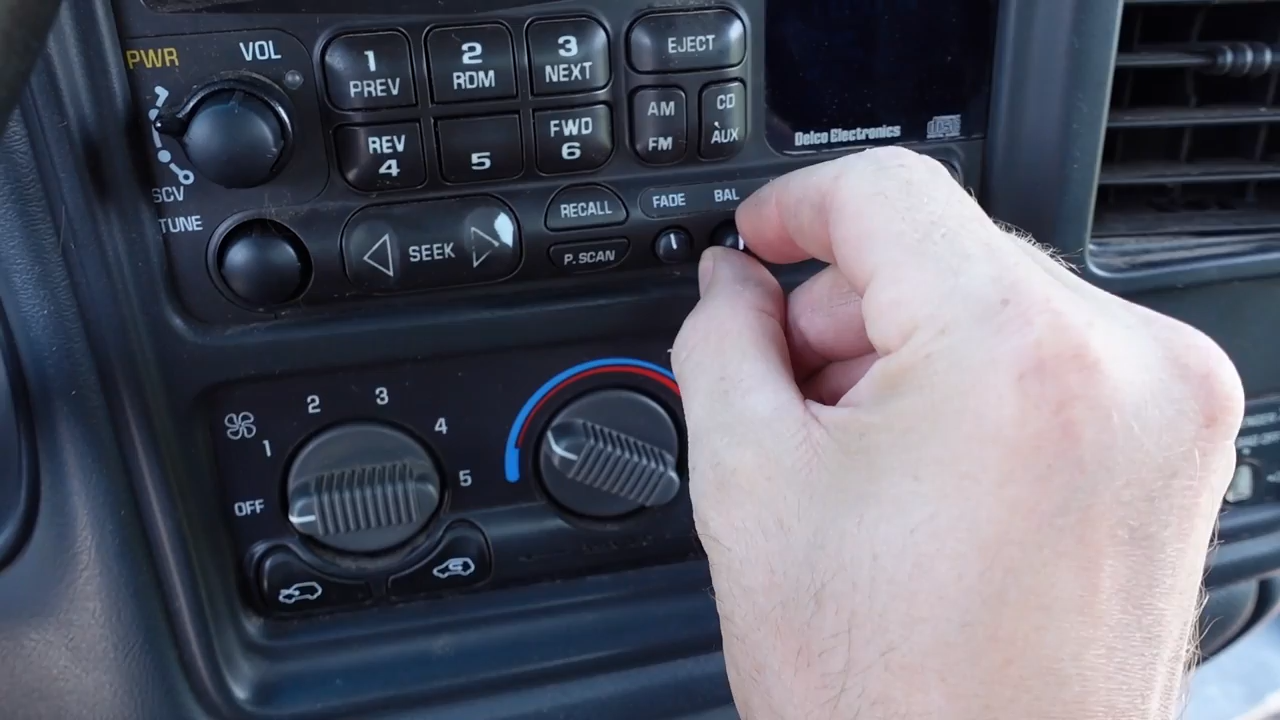 PWR
VOL
1
PREV
2
RDM
3
NEXT
EJECT
REV
4
5
FWD
6
AM
FM
CD
AUX
Delco Electronics
SCV
TUNE
SEEK
RECALL
P.SCAN
FADE
BAL
OFF
1
2
3
4
5